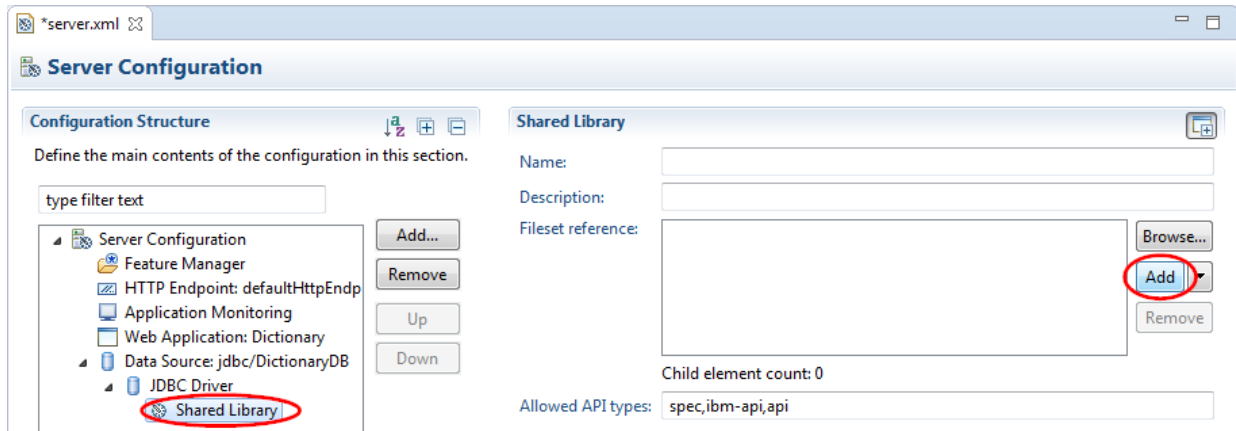 *server.xml
Server Configuration
Configuration Structure
Define the main contents of the configuration in this section.
type filter text
Server Configuration
Feature Manager
HTTP Endpoint: defaultHttpEndp
Application Monitoring
Web Application: Dictionary
Data Source: jdbc/DictionaryDB
JDBC Driver
Shared Library
Add...
Remove
Up
Down
Shared Library
Name:
Description:
Fileset reference:
Browse...
Add
Remove
Child element count: 0
Allowed API types: spec,ibm-api,api